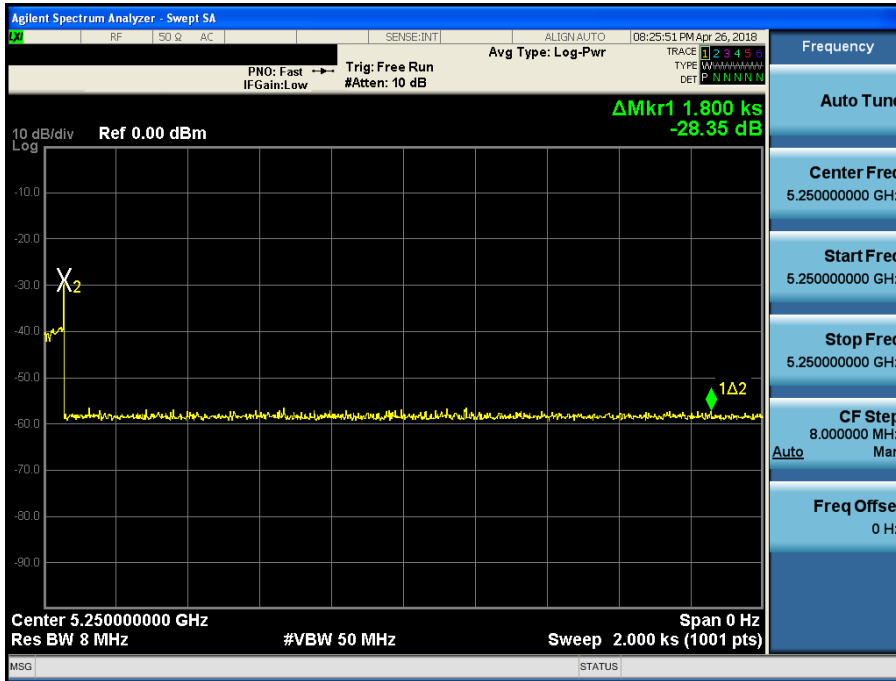 Agilent Spectrum Analyzer - Swept SA
LXI RF 50 Ω AC SENSE:INT ALIGN AUTO 08:25:51 PM Apr 26, 2018
Avg Type: Log-Pwr
TRACE 1 2 3 4 5 6
PNO: Fast Trig: Free Run
TYPE WWWWWWW
IFGain:Low #Atten: 10 dB
DET P N N N N N
ΔMkr1 1.800 ks
-28.35 dB
10 dB/div Ref 0.00 dBm
Log
-10.0
-20.0
-30.0
2
-40.0
-50.0
1Δ2
-60.0
-70.0
-80.0
-90.0
Center 5.250000000 GHz Span 0 Hz
Res BW 8 MHz #VBW 50 MHz Sweep 2.000 ks (1001 pts)
MSG STATUS
Frequency
Auto Tune
Center Freq
5.250000000 GHz
Start Freq
5.250000000 GHz
Stop Freq
5.250000000 GHz
CF Step
8.000000 MHz
Auto Man
Freq Offset
0 Hz